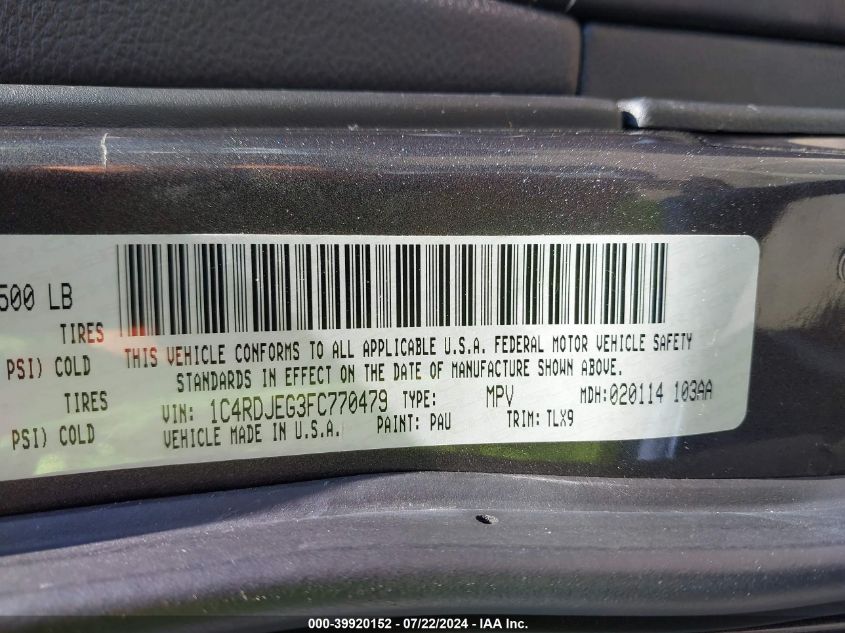 500 LB
TIRES
PSI) COLD
TIRES
PSI) COLD
THIS VEHICLE CONFORMS TO ALL APPLICABLE U.S.A. FEDERAL MOTOR VEHICLE SAFETY
STANDARDS IN EFFECT ON THE DATE OF MANUFACTURE SHOWN ABOVE.
VIN: 1C4RDJEG3FC770479 TYPE: MPV MDH:020114 103AA
VEHICLE MADE IN U.S.A. PAINT: PAU TRIM: TLX9
000-39920152 - 07/22/2024 - IAA Inc.